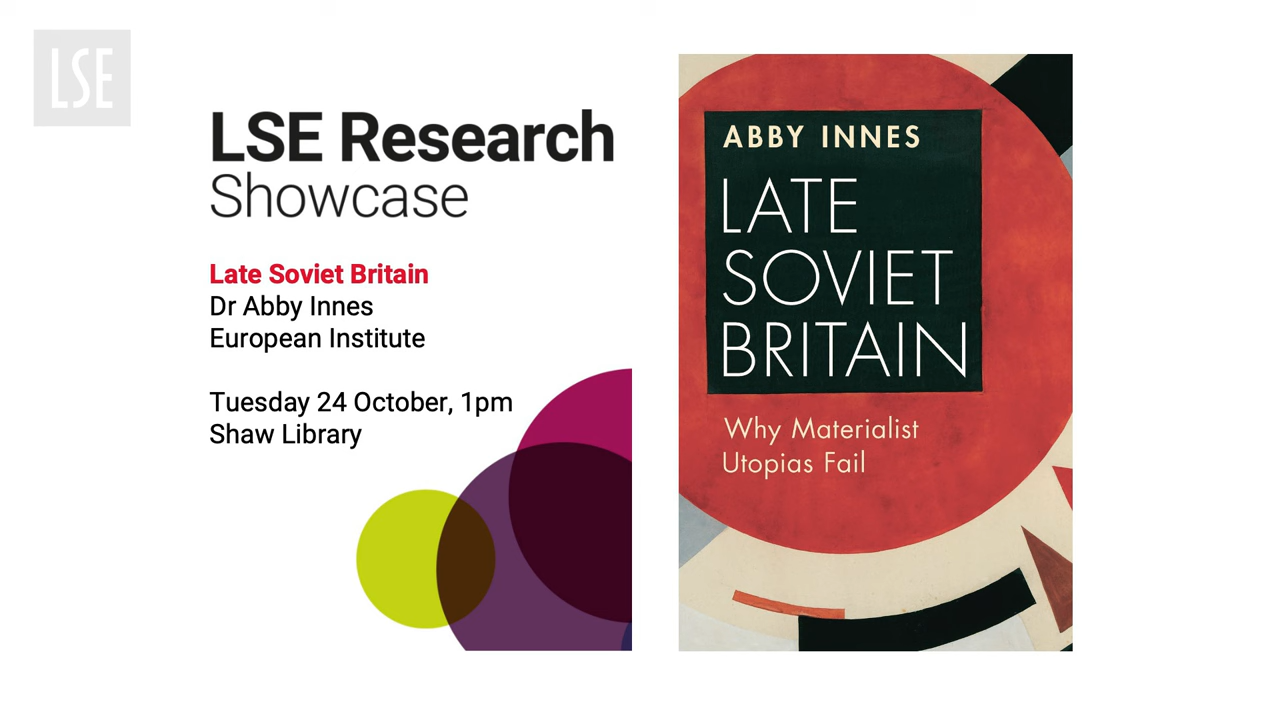 LSE
LSE Research
Showcase
Late Soviet Britain
Dr Abby Innes
European Institute
Tuesday 24 October, 1pm
Shaw Library
ABBY INNES
LATE
SOVIET
BRITAIN
Why Materialist
Utopias Fail